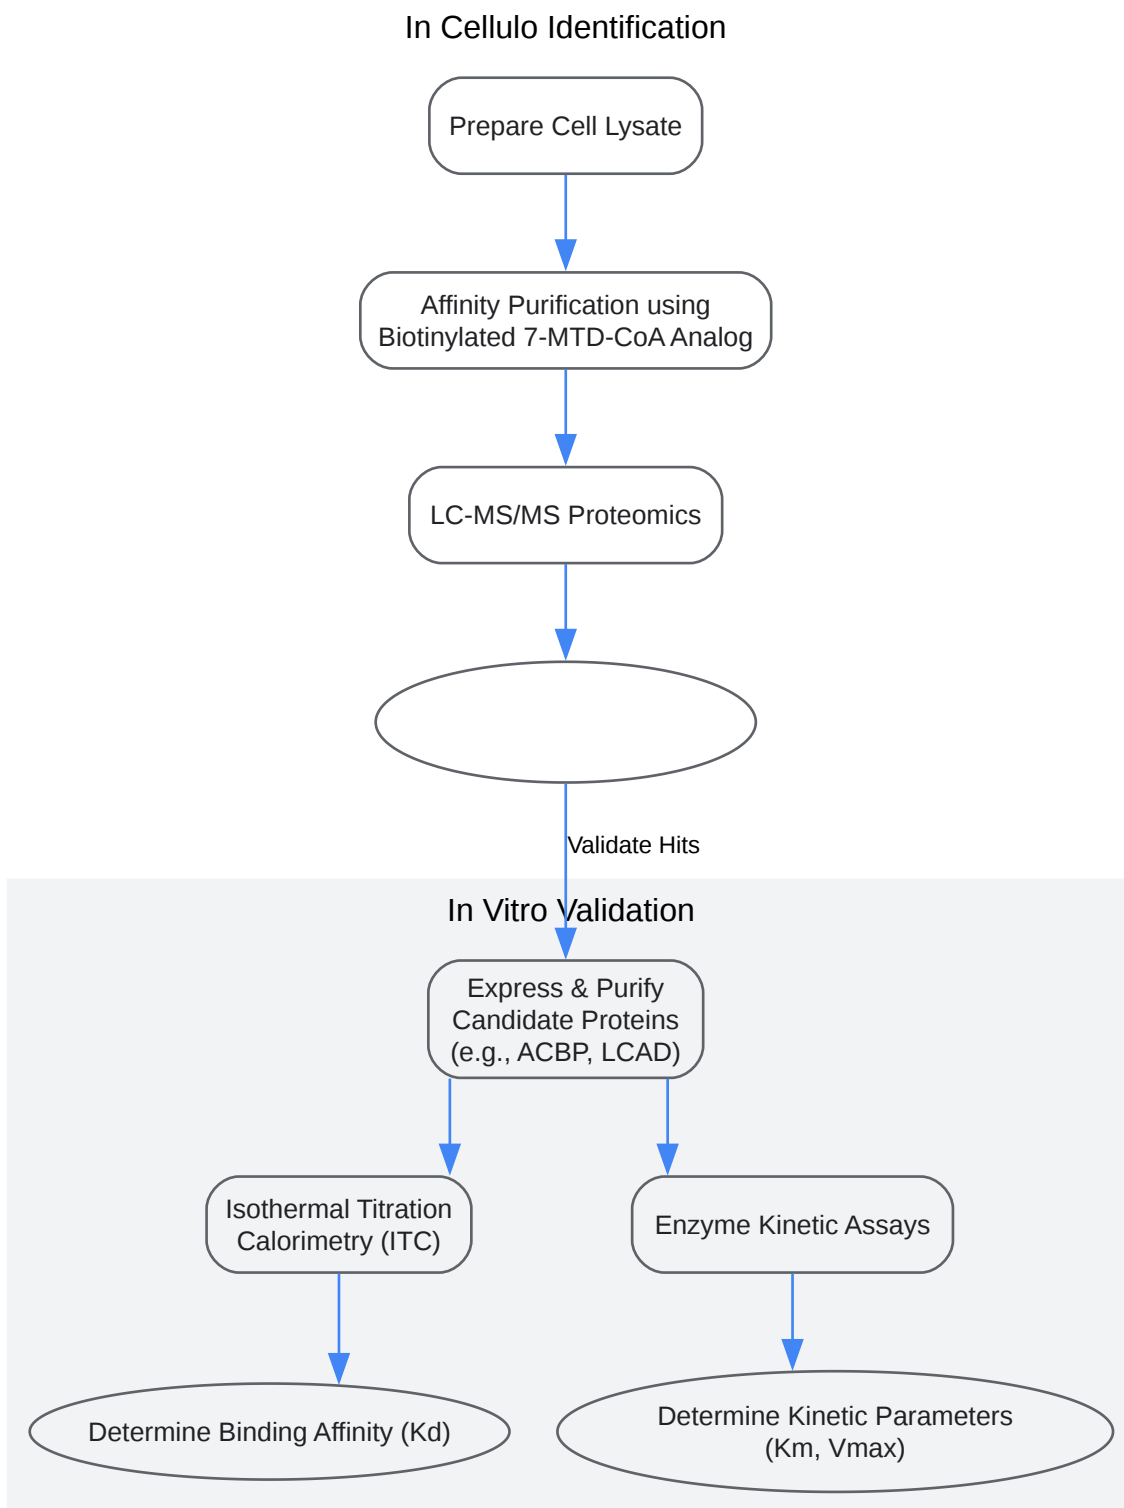 In Cellulo Identification
Prepare Cell Lysate
Affinity Purification using
Biotinylated 7-MTD-CoA Analog
LC-MS/MS Proteomics
Validate Hits
In Vitro Validation
Express & Purify
Candidate Proteins
(e.g., ACBP, LCAD)
Isothermal Titration
Calorimetry (ITC)
Enzyme Kinetic Assays
Determine Binding Affinity (Kd)
Determine Kinetic Parameters
(Km, Vmax)